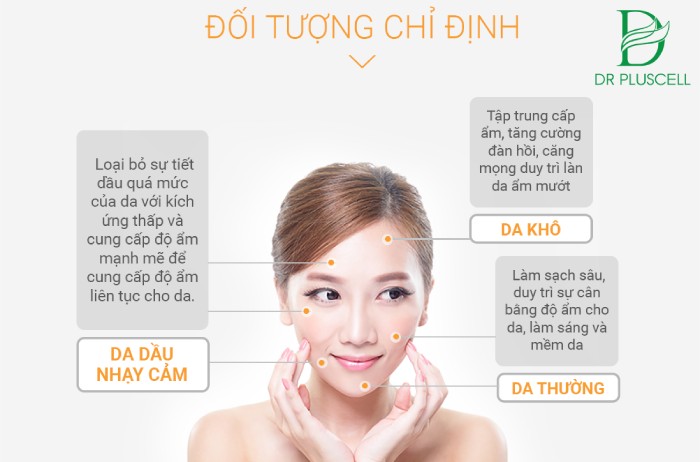 ĐỐI TƯỢNG CHỈ ĐỊNH
DR PLUSCELL
Loại bỏ sự tiết
dầu quá mức
của da với kích
ứng thấp và
cung cấp độ ẩm
mạnh mẽ để
cung cấp độ ẩm
liên tục cho da.
DA DẦU
NHẠY CẢM
Tập trung cấp
ẩm, tăng cường
đàn hồi, căng
mọng duy trì làn
da ẩm mướt
DA KHÔ
Làm sạch sâu,
duy trì sự cân
bằng độ ẩm cho
da, làm sáng và
mềm da
DA THƯỜNG